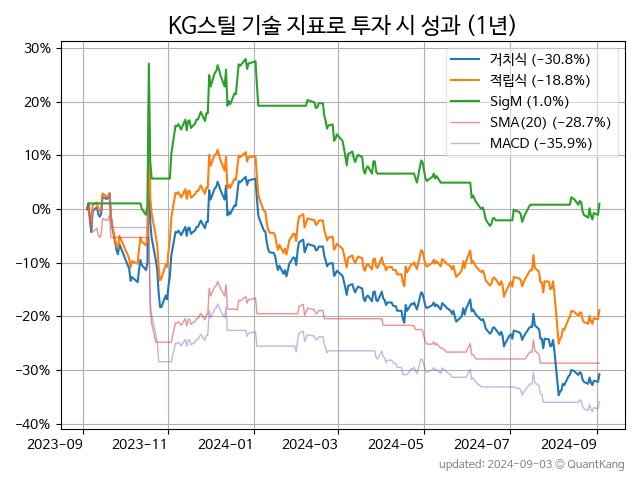 KG스틸 기술 지표로 투자 시 성과 (1년)
30%
20%
10%
0%
−10%
−20%
−30%
−40%
거치식 (−30.8%)
적립식 (−18.8%)
SigM (1.0%)
SMA(20) (−28.7%)
MACD (−35.9%)
2023-09 2023-11 2024-01 2024-03 2024-05 2024-07 2024-09
updated: 2024-09-03 © QuantKang